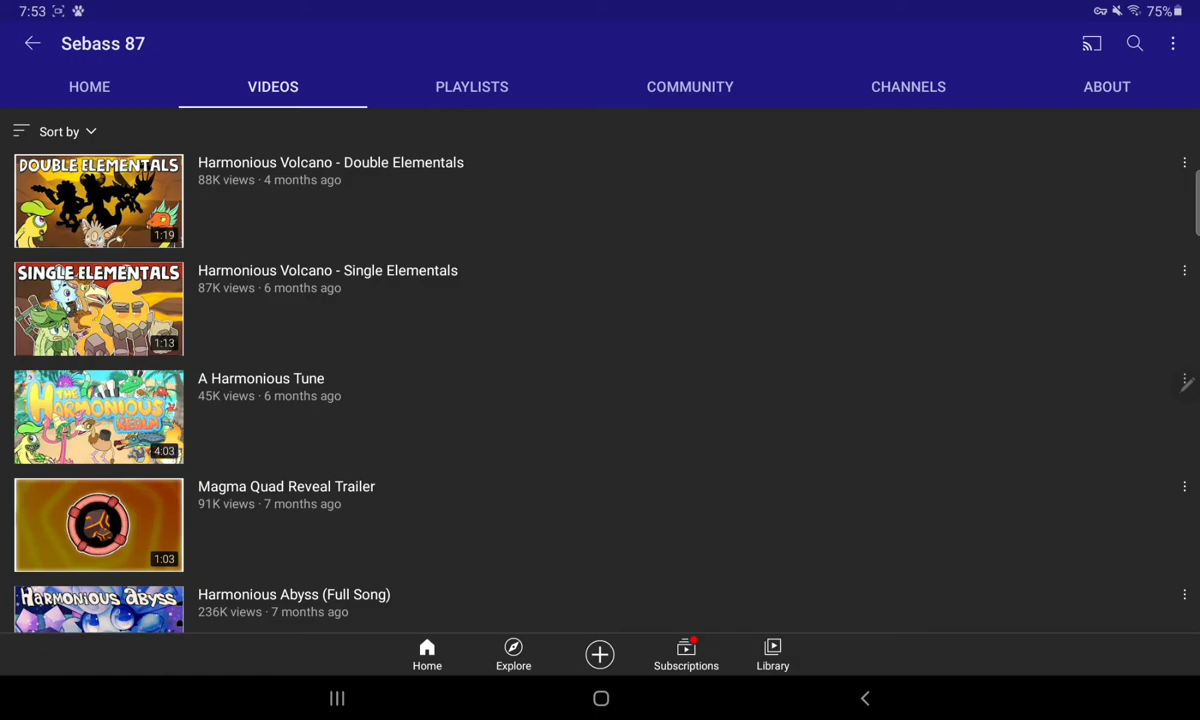 7:53
75%
Sebass 87
HOME
VIDEOS
PLAYLISTS
COMMUNITY
CHANNELS
ABOUT
Sort by
DOUBLE ELEMENTALS
1:19
Harmonious Volcano - Double Elementals
88K views · 4 months ago
SINGLE ELEMENTALS
1:13
Harmonious Volcano - Single Elementals
87K views · 6 months ago
THE
HARMONIOUS
REALM
4:03
A Harmonious Tune
45K views · 6 months ago
1:03
Magma Quad Reveal Trailer
91K views · 7 months ago
HARMONIOUS ABYSS
Harmonious Abyss (Full Song)
236K views · 7 months ago
Home
Explore
Subscriptions
Library